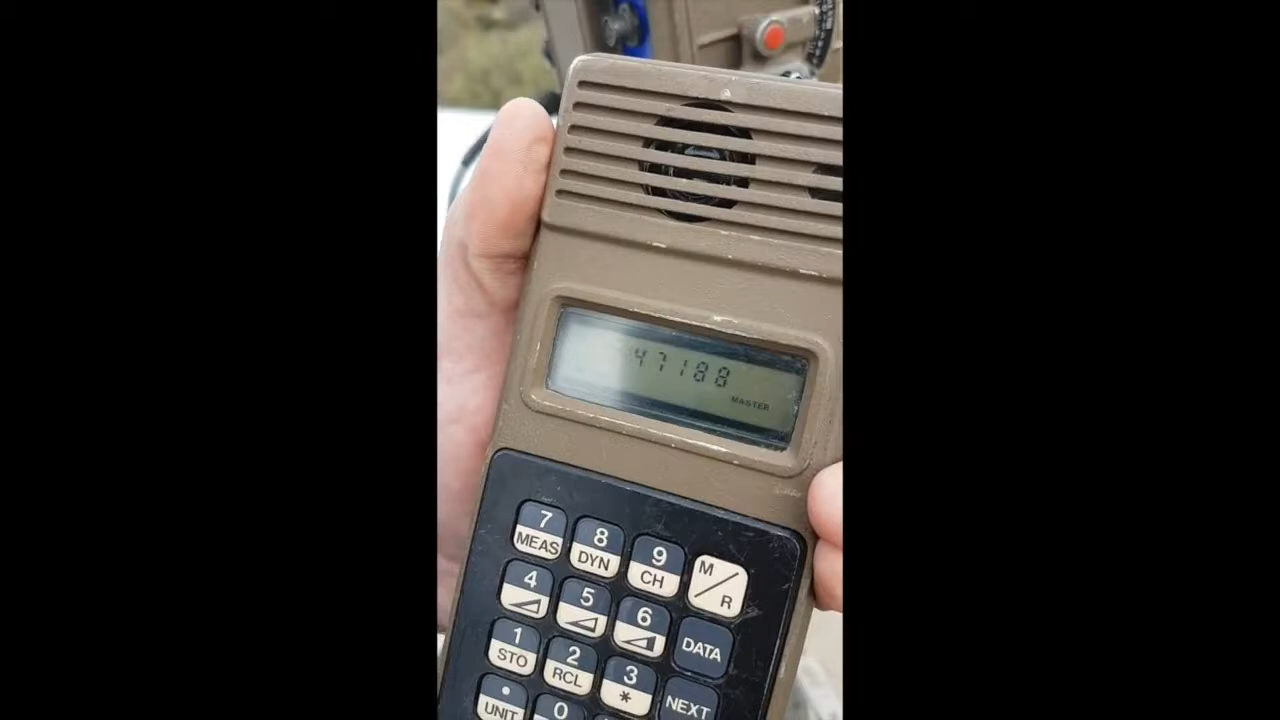 47188
MASTER
7 8 9 M/R
MEAS DYN CH
4 5 6 DATA
1 2 3 NEXT
STO RCL *
. 0
UNIT